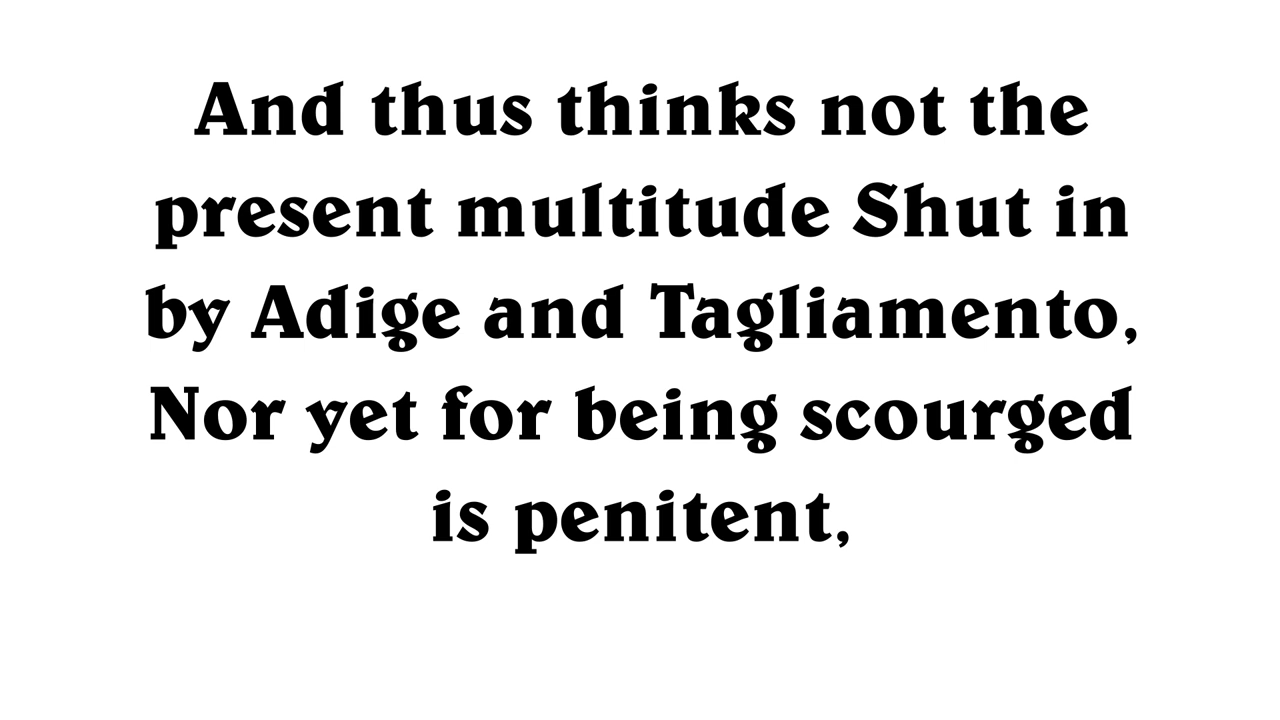 And thus thinks not the
present multitude Shut in
by Adige and Tagliamento,
Nor yet for being scourged
is penitent,